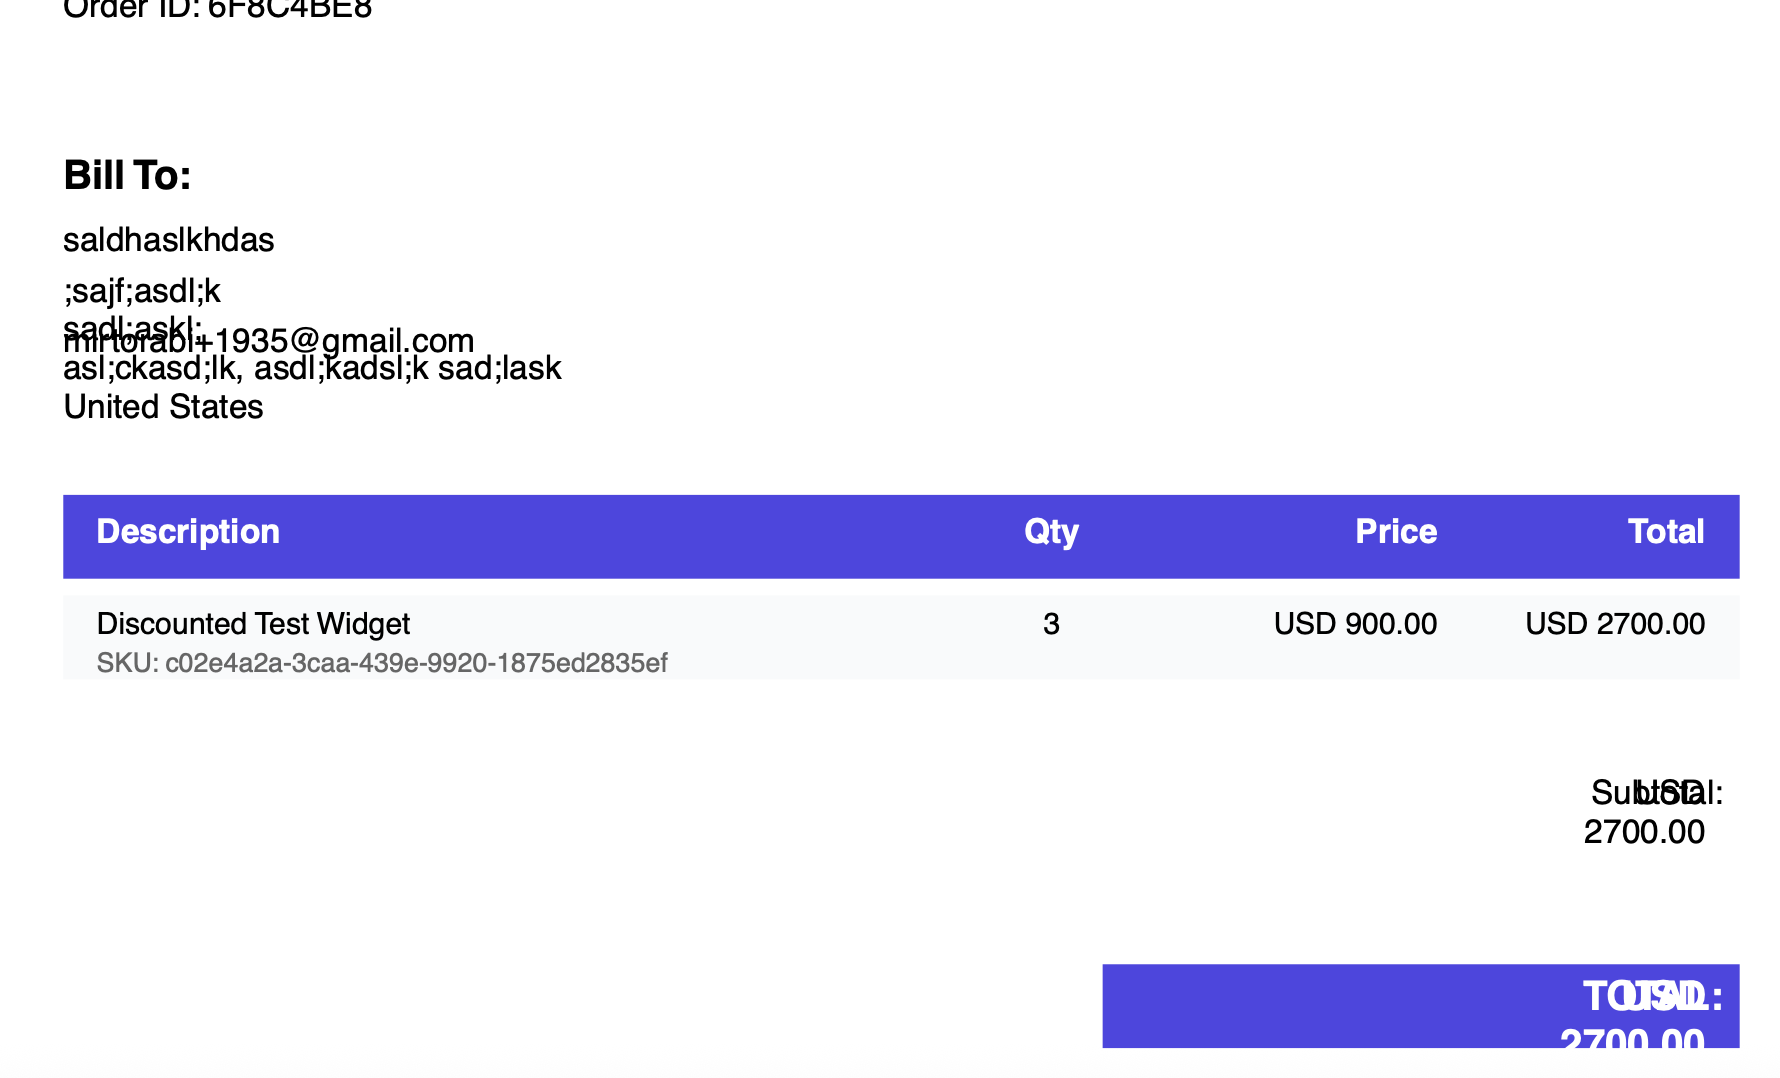 Order ID: 6F8C4BE8
Bill To:
saldhaslkhdas
;sajf;asdl;k
sadl;askl;
mirtorabi+1935@gmail.com
asl;ckasd;lk, asdl;kadsl;k sad;lask
United States
Description Qty Price Total
Discounted Test Widget 3 USD 900.00 USD 2700.00
SKU: c02e4a2a-3caa-439e-9920-1875ed2835ef
Subtotal: USD
2700.00
TOTAL: USD
2700.00